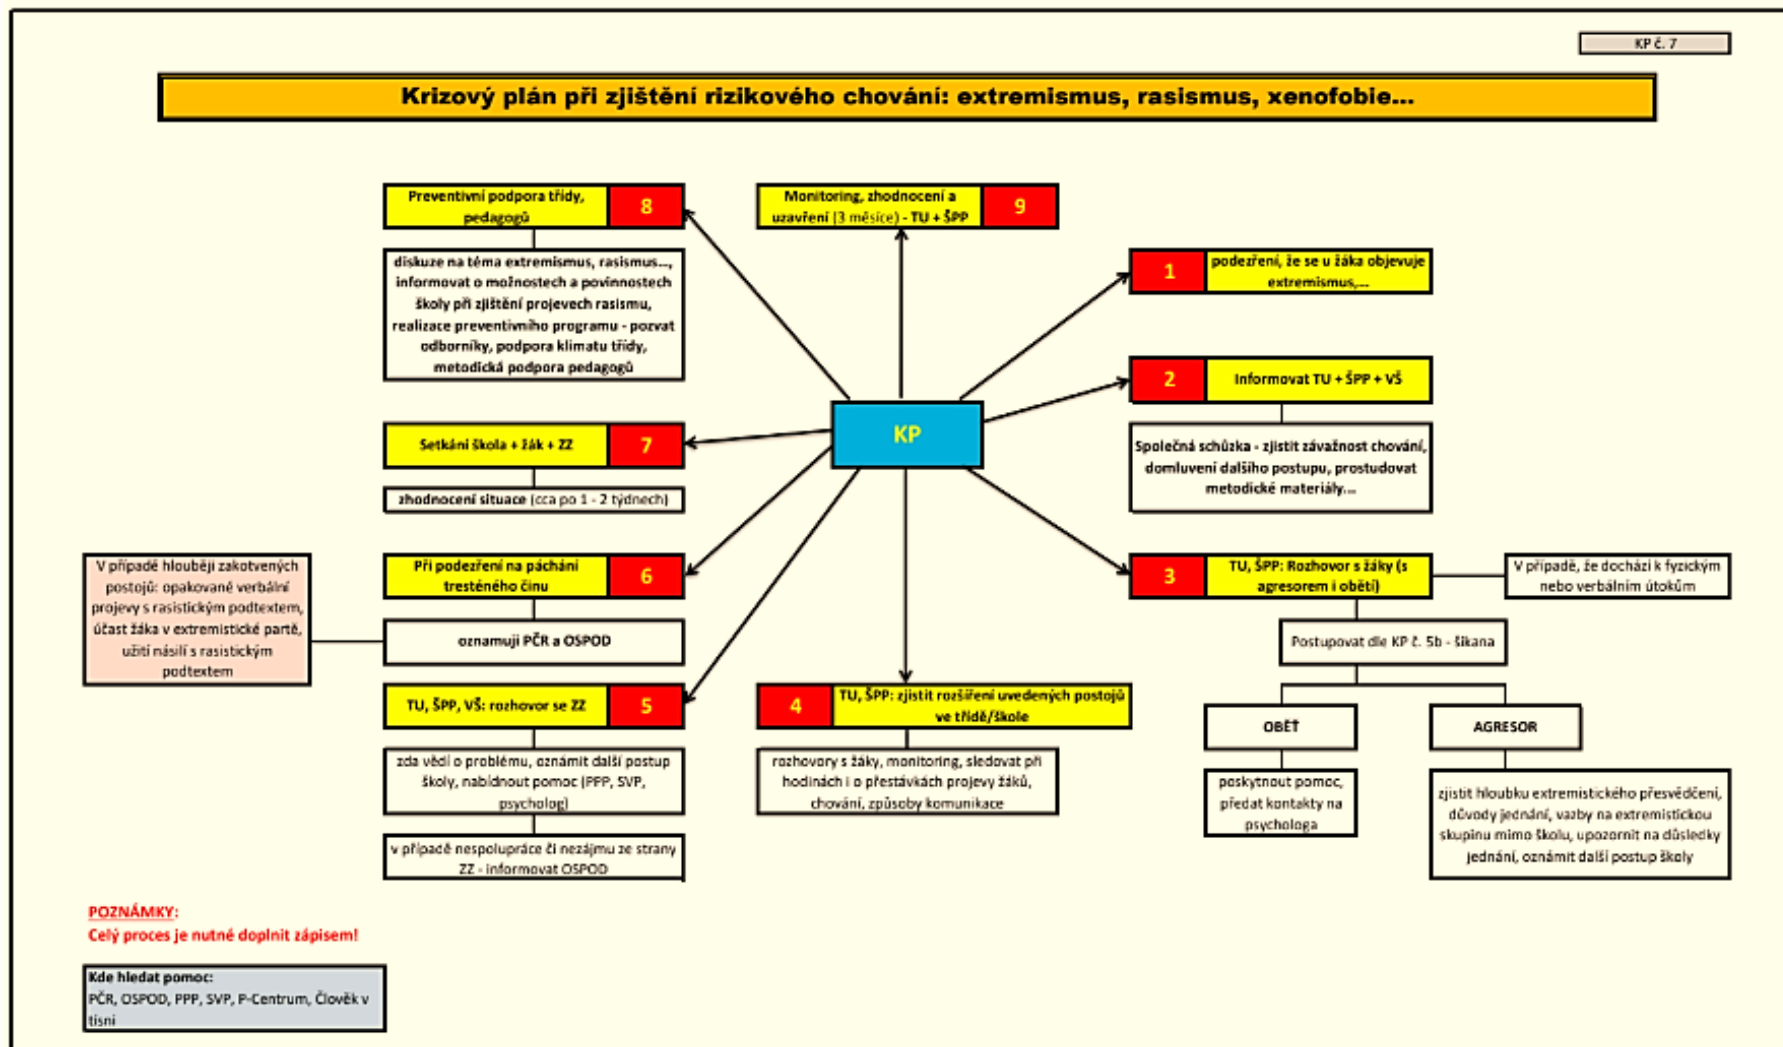 KP č. 7
Krizový plán při zjištění rizikového chování: extremismus, rasismus, xenofobie...
Preventivní podpora třídy,
pedagogů
8
diskuze na téma extremismus, rasismus...,
informovat o možnostech a povinnostech
školy při zjištění projevech rasismu,
realizace preventivního programu - pozvat
odborníky, podpora klimatu třídy,
metodická podpora pedagogů
Monitoring, zhodnocení a
uzavření (3 měsíce) - TU + ŠPP
9
1
podezření, že se u žáka objevuje
extremismus,...
2
Informovat TU + ŠPP + VŠ
Společná schůzka - zjistit závažnost chování,
domluvení dalšího postupu, prostudovat
metodické materiály...
KP
Setkání škola + žák + ZZ
7
zhodnocení situace (cca po 1 - 2 týdnech)
V případě hlouběji zakotvených
postojů: opakované verbální
projevy s rasistickým podtextem,
účast žáka v extremistické partě,
užití násilí s rasistickým
podtextem
Při podezření na páchání
tresténého činu
6
oznamuji PČR a OSPOD
3
TU, ŠPP: Rozhovor s žáky (s
agresorem i obětí)
V případě, že dochází k fyzickým
nebo verbálním útokům
Postupovat dle KP č. 5b - šikana
OBĚŤ
poskytnout pomoc,
předat kontakty na
psychologa
AGRESOR
zjistit hloubku extremistického přesvědčení,
důvody jednání, vazby na extremistickou
skupinu mimo školu, upozornit na důsledky
jednání, oznámit další postup školy
TU, ŠPP, VŠ: rozhovor se ZZ
5
zda vědí o problému, oznámit další postup
školy, nabídnout pomoc (PPP, SVP,
psycholog)
v případě nespolupráce či nezájmu ze strany
ZZ - informovat OSPOD
4
TU, ŠPP: zjistit rozšíření uvedených postojů
ve třídě/škole
rozhovory s žáky, monitoring, sledovat při
hodinách i o přestávkách projevy žáků,
chování, způsoby komunikace
POZNÁMKY:
Celý proces je nutné doplnit zápisem!
Kde hledat pomoc:
PČR, OSPOD, PPP, SVP, P-Centrum, Člověk v
tísni